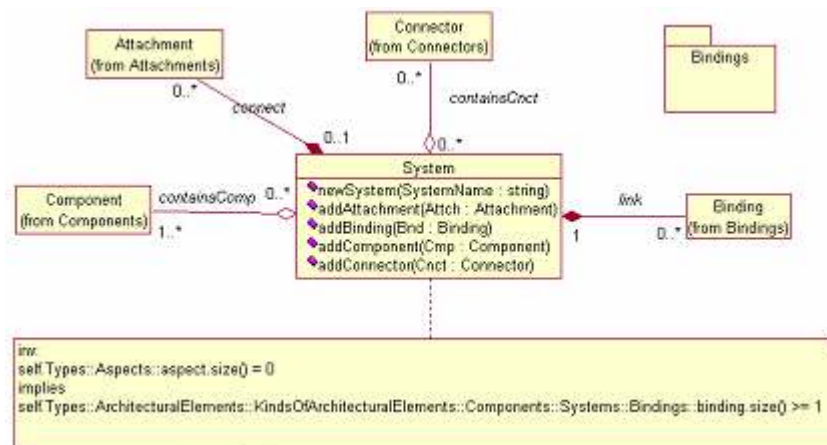 Attachment
(from Attachments)
0..*
connect
0..1
Connector
(from Connectors)
0..*
containsCnct
0..*
Bindings
Component
(from Components)
containsComp
0..*
1..*
System
newSystem(SystemName : string)
addAttachment(Attch : Attachment)
addBinding(Bnd : Binding)
addComponent(Cmp : Component)
addConnector(Cnct : Connector)
link
1
0..*
Binding
(from Bindings)
inv:
self.Types::Aspects::aspect.size() = 0
implies
self.Types::ArchitecturalElements::KindsOfArchitecturalElements::Components::Systems::Bindings::binding.size() >= 1